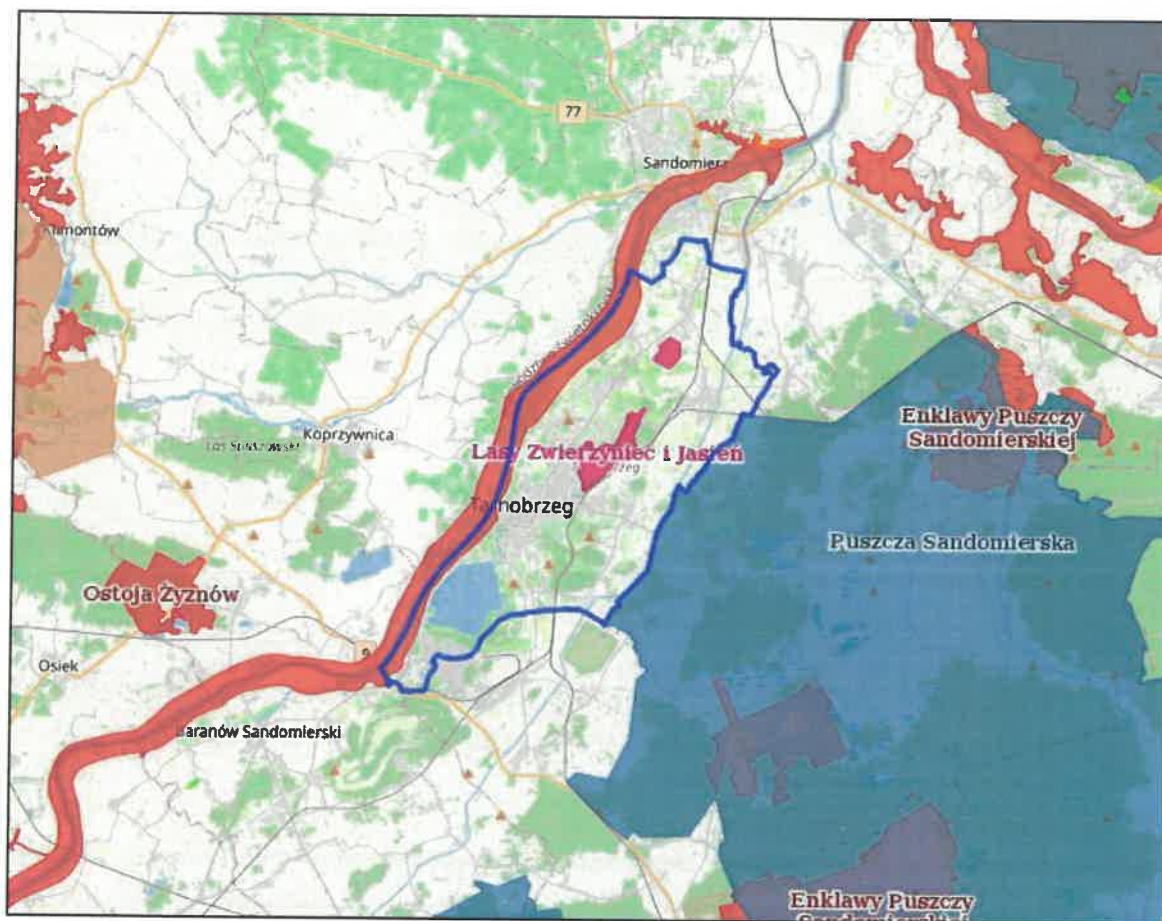 77
Sandomierz
Klimontów
Enklawy Puszczy
Sandomierskiej
Koprzywnica
Lasy Zwierzyniec i Jasień
Tarnobrzeg
Puszcza Sandomierska
Ostoja Żyznów
9
Osiek
Baranów Sandomierski
Enklawy Puszczy
Sandomierskiej